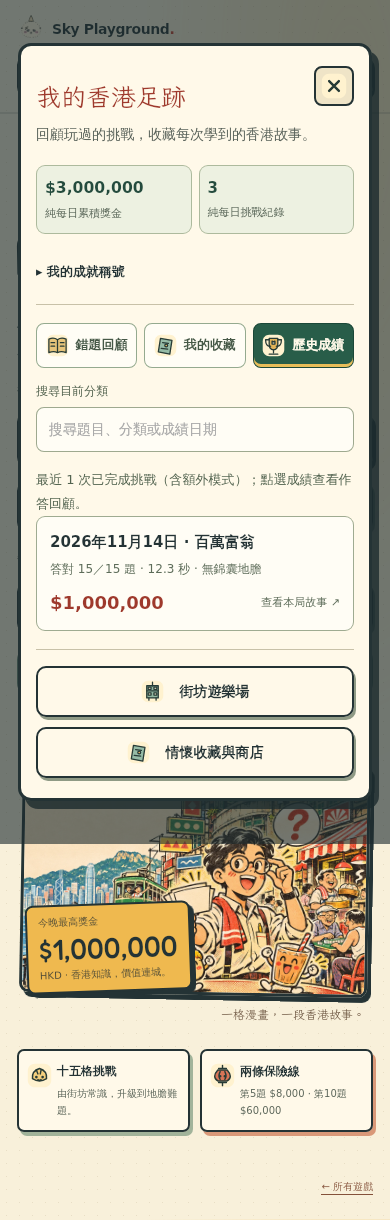 Sky Playground.
我的香港足跡
回顧玩過的挑戰，收藏每次學到的香港故事。
$3,000,000
純每日累積獎金
3
純每日挑戰紀錄
▸ 我的成就稱號
錯題回顧
我的收藏
歷史成績
搜尋目前分類
搜尋題目、分類或成績日期
最近 1 次已完成挑戰（含額外模式）；點選成績查看作
答回顧。
2026年11月14日 · 百萬富翁
答對 15／15 題 · 12.3 秒 · 無錦囊地膽
$1,000,000
查看本局故事 ↗
街坊遊樂場
情懷收藏與商店
?
今晚最高獎金
$1,000,000
HKD · 香港知識，價值連城。
一格漫畫，一段香港故事。
十五格挑戰
由街坊常識，升級到地膽難
題。
兩條保險線
第5題 $8,000 · 第10題
$60,000
← 所有遊戲